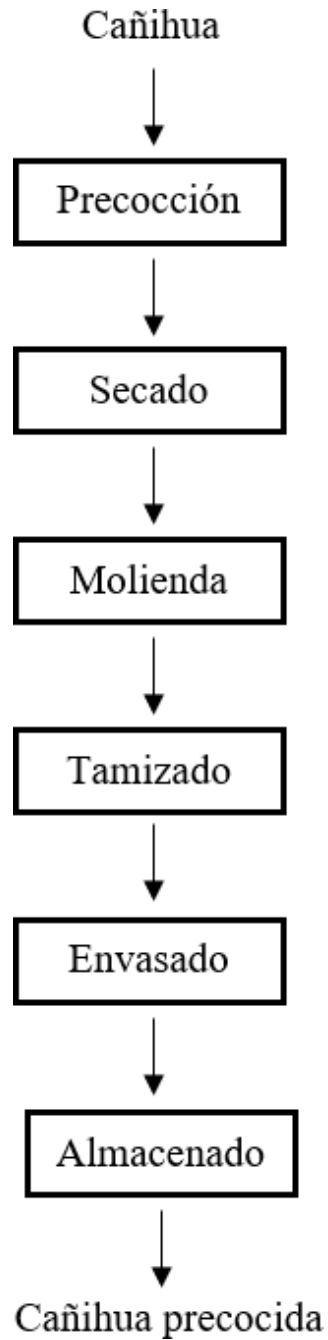 Cañihua
Precocción
Secado
Molienda
Tamizado
Envasado
Almacenado
Cañihua precocida